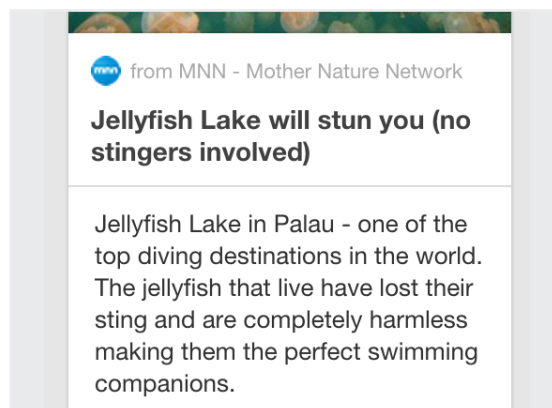 mnn from MNN - Mother Nature Network
Jellyfish Lake will stun you (no
stingers involved)
Jellyfish Lake in Palau - one of the
top diving destinations in the world.
The jellyfish that live have lost their
sting and are completely harmless
making them the perfect swimming
companions.